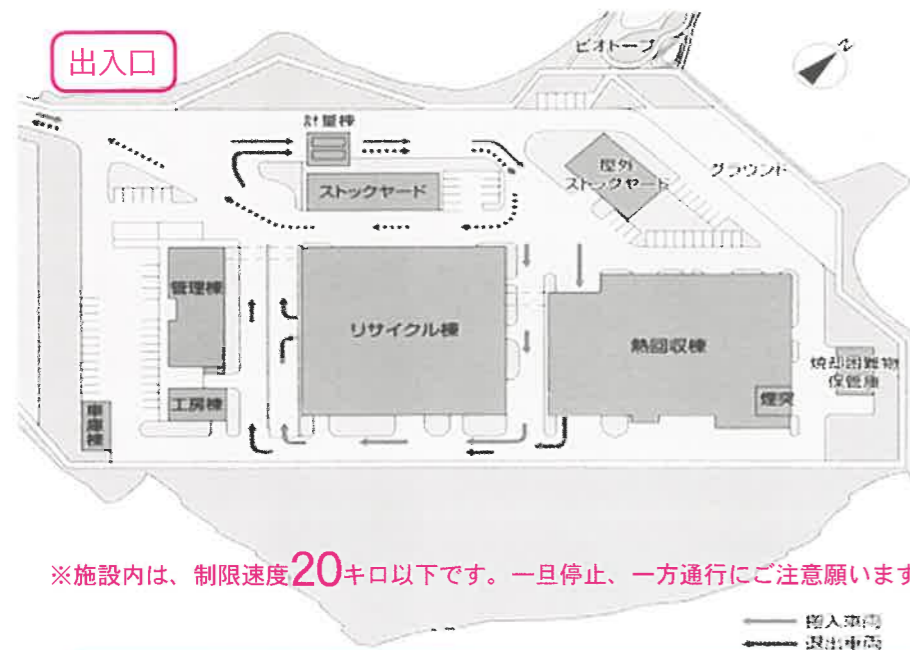 出入口
ビオトープ
N
計量棟
ストックヤード
屋外
ストックヤード
グラウンド
管理棟
リサイクル棟
熱回収棟
焼却困難物
保管庫
煙突
工房棟
車庫棟
※施設内は、制限速度20キロ以下です。一旦停止、一方通行にご注意願います
搬入車両
退出車両